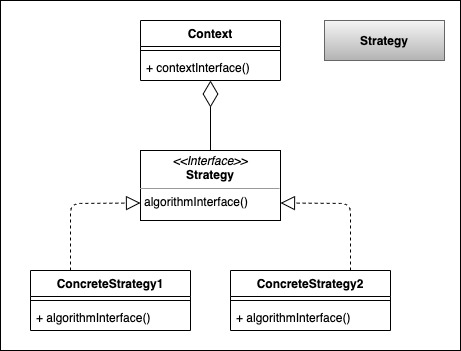 Context
+ contextInterface()
Strategy
<<Interface>>
Strategy
algorithmInterface()
ConcreteStrategy1
+ algorithmInterface()
ConcreteStrategy2
+ algorithmInterface()